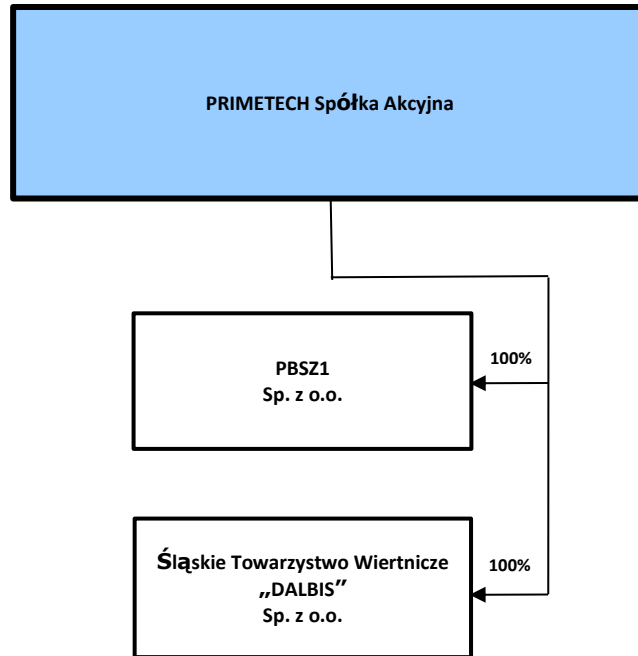 PRIMETECH Spółka Akcyjna
PBSZ1
100%
Sp. z o.o.
Śląskie Towarzystwo Wiertnicze
100%
„DALBIS”
Sp. z o.o.